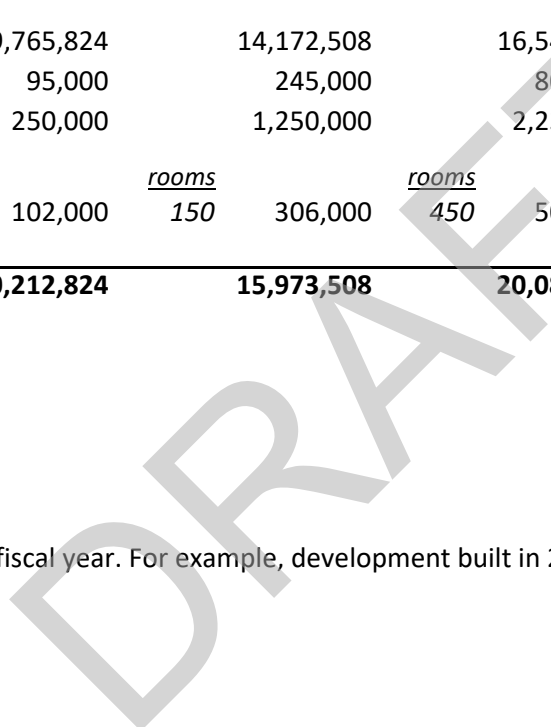 ,765,824 14,172,508 16,5
95,000 245,000 8
250,000 1,250,000 2,2
rooms rooms
102,000 150 306,000 450 5
,212,824 15,973,508 20,0
fiscal year. For example, development built in 2
DRAFT